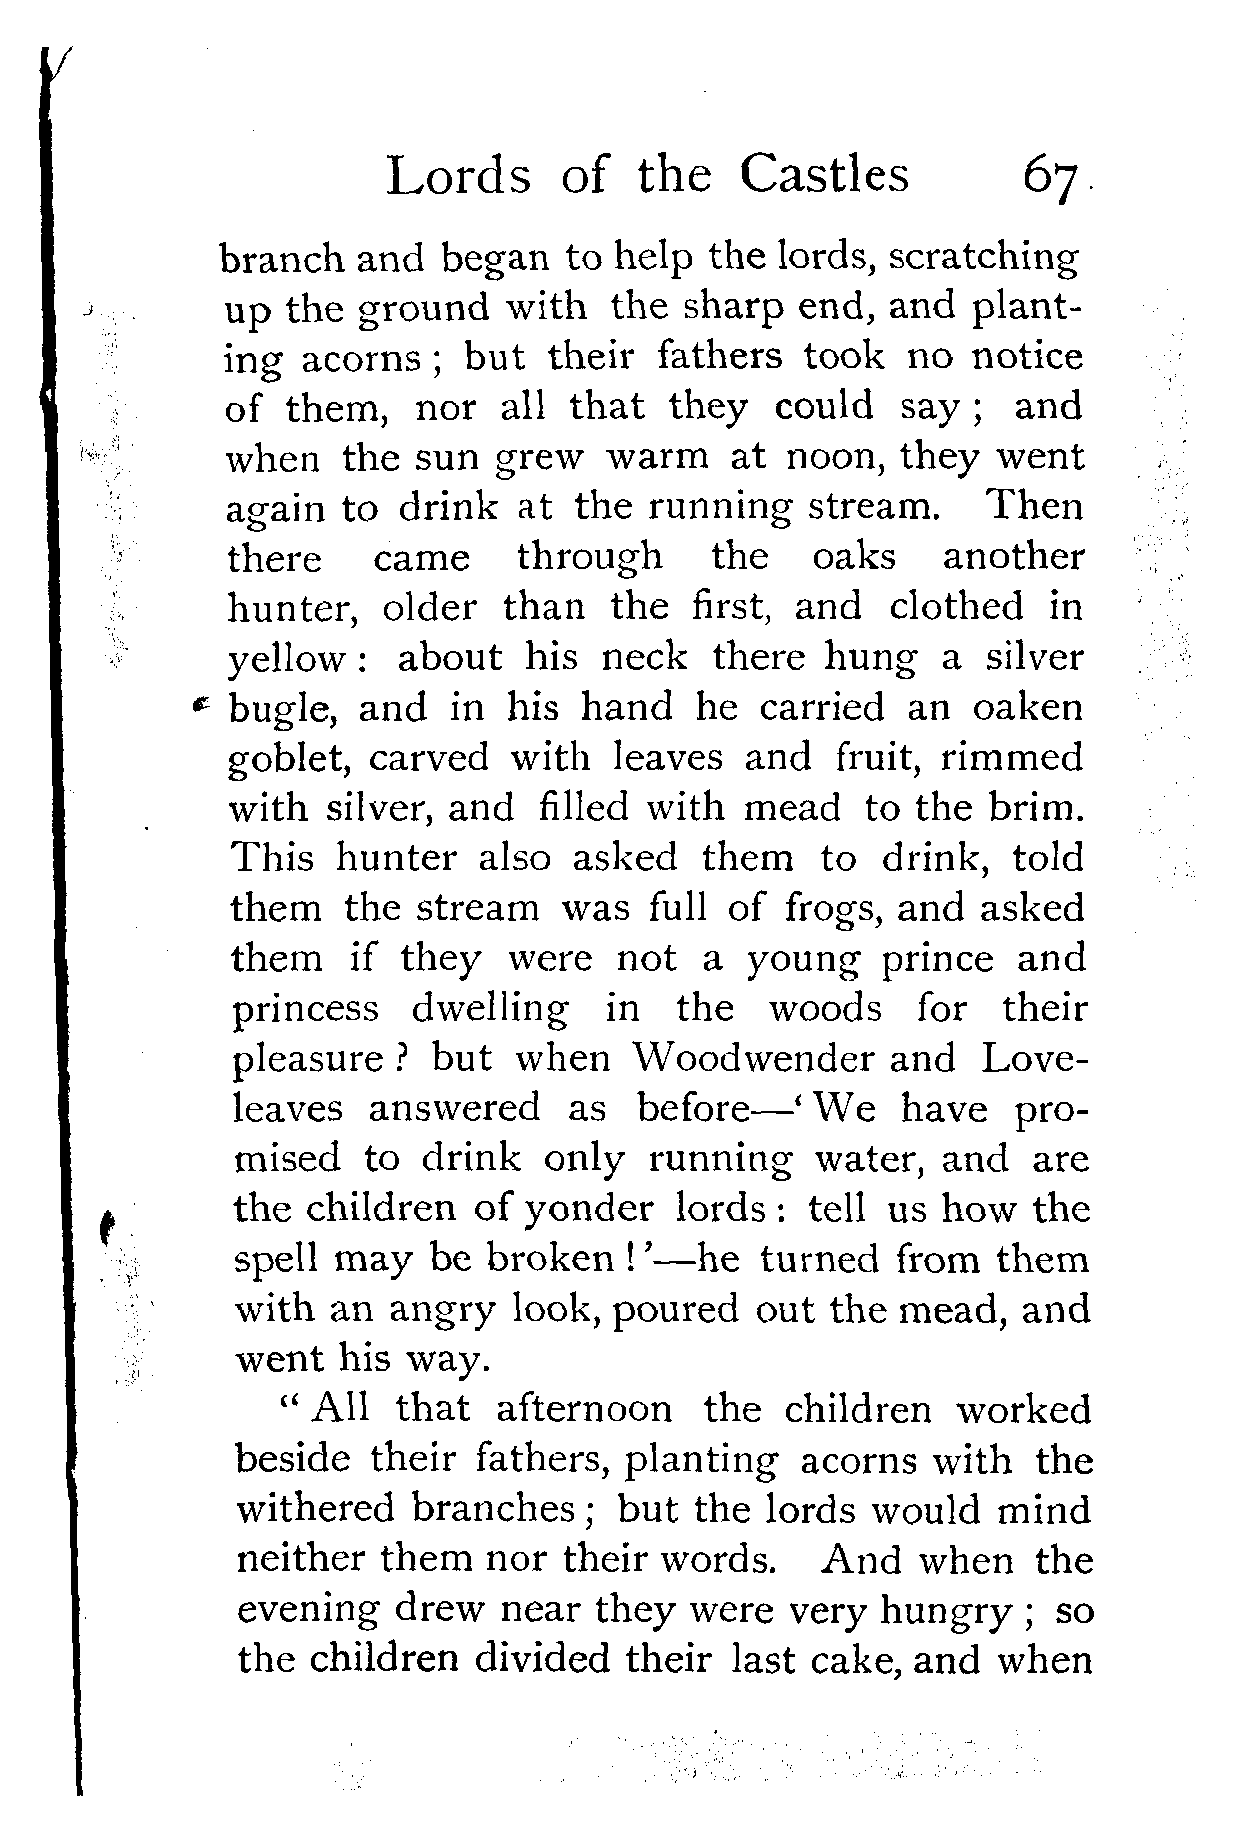 Lords of the Castles 67
branch and began to help the lords, scratching
up the ground with the sharp end, and plant-
ing acorns ; but their fathers took no notice
of them, nor all that they could say ; and
when the sun grew warm at noon, they went
again to drink at the running stream. Then
there came through the oaks another
hunter, older than the first, and clothed in
yellow : about his neck there hung a silver
bugle, and in his hand he carried an oaken
goblet, carved with leaves and fruit, rimmed
with silver, and filled with mead to the brim.
This hunter also asked them to drink, told
them the stream was full of frogs, and asked
them if they were not a young prince and
princess dwelling in the woods for their
pleasure ? but when Woodwender and Love-
leaves answered as before—‘ We have pro-
mised to drink only running water, and are
the children of yonder lords : tell us how the
spell may be broken ! ’—he turned from them
with an angry look, poured out the mead, and
went his way.
“ All that afternoon the children worked
beside their fathers, planting acorns with the
withered branches ; but the lords would mind
neither them nor their words. And when the
evening drew near they were very hungry ; so
the children divided their last cake, and when